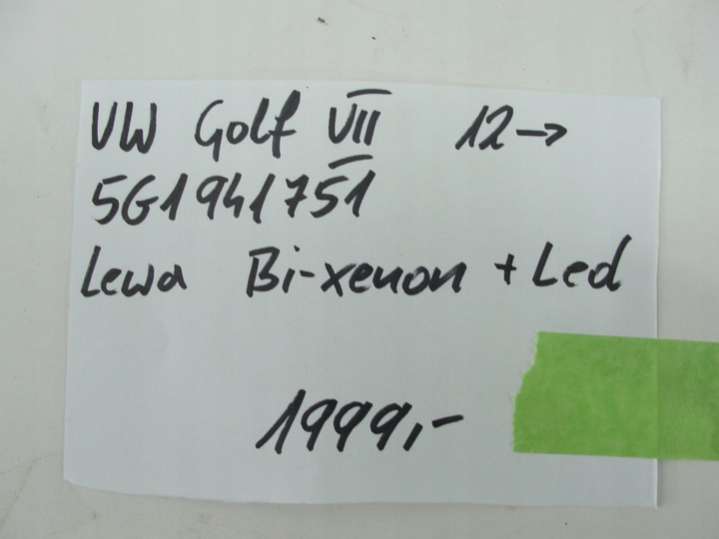 VW Golf VII 12→
5G1941751
Lewa Bi-xenon + Led
1999,-